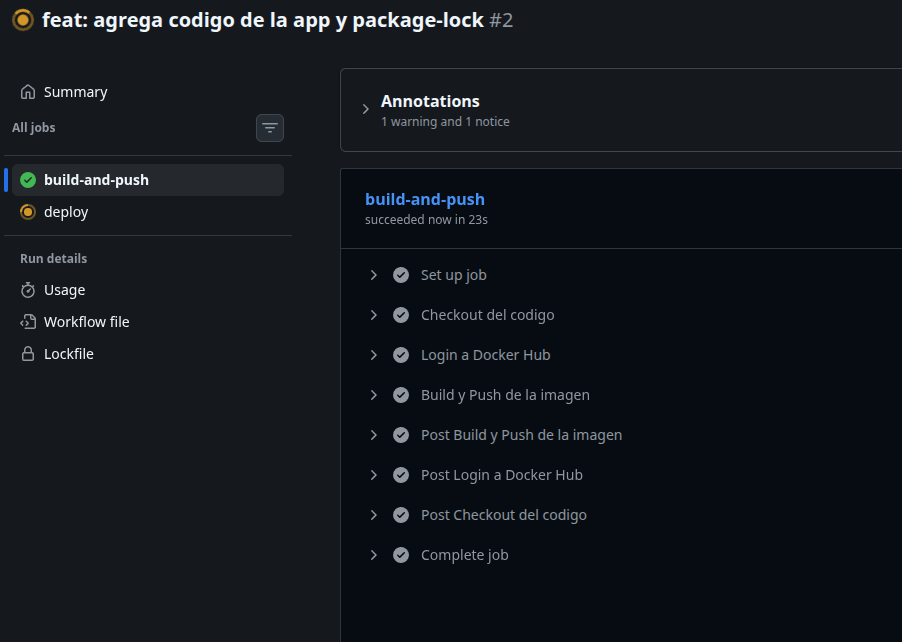 feat: agrega codigo de la app y package-lock #2
Summary
All jobs
build-and-push
deploy
Run details
Usage
Workflow file
Lockfile
Annotations
1 warning and 1 notice
build-and-push
succeeded now in 23s
Set up job
Checkout del codigo
Login a Docker Hub
Build y Push de la imagen
Post Build y Push de la imagen
Post Login a Docker Hub
Post Checkout del codigo
Complete job